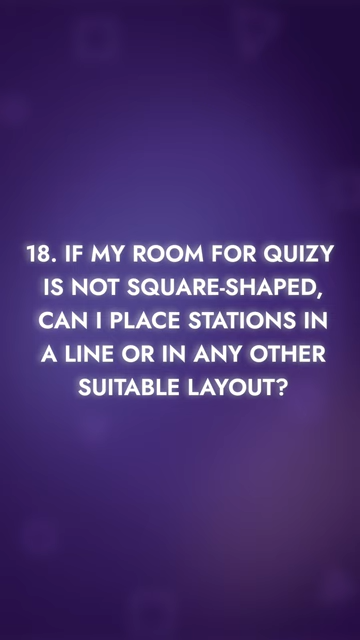 18. IF MY ROOM FOR QUIZY
IS NOT SQUARE-SHAPED,
CAN I PLACE STATIONS IN
A LINE OR IN ANY OTHER
SUITABLE LAYOUT?